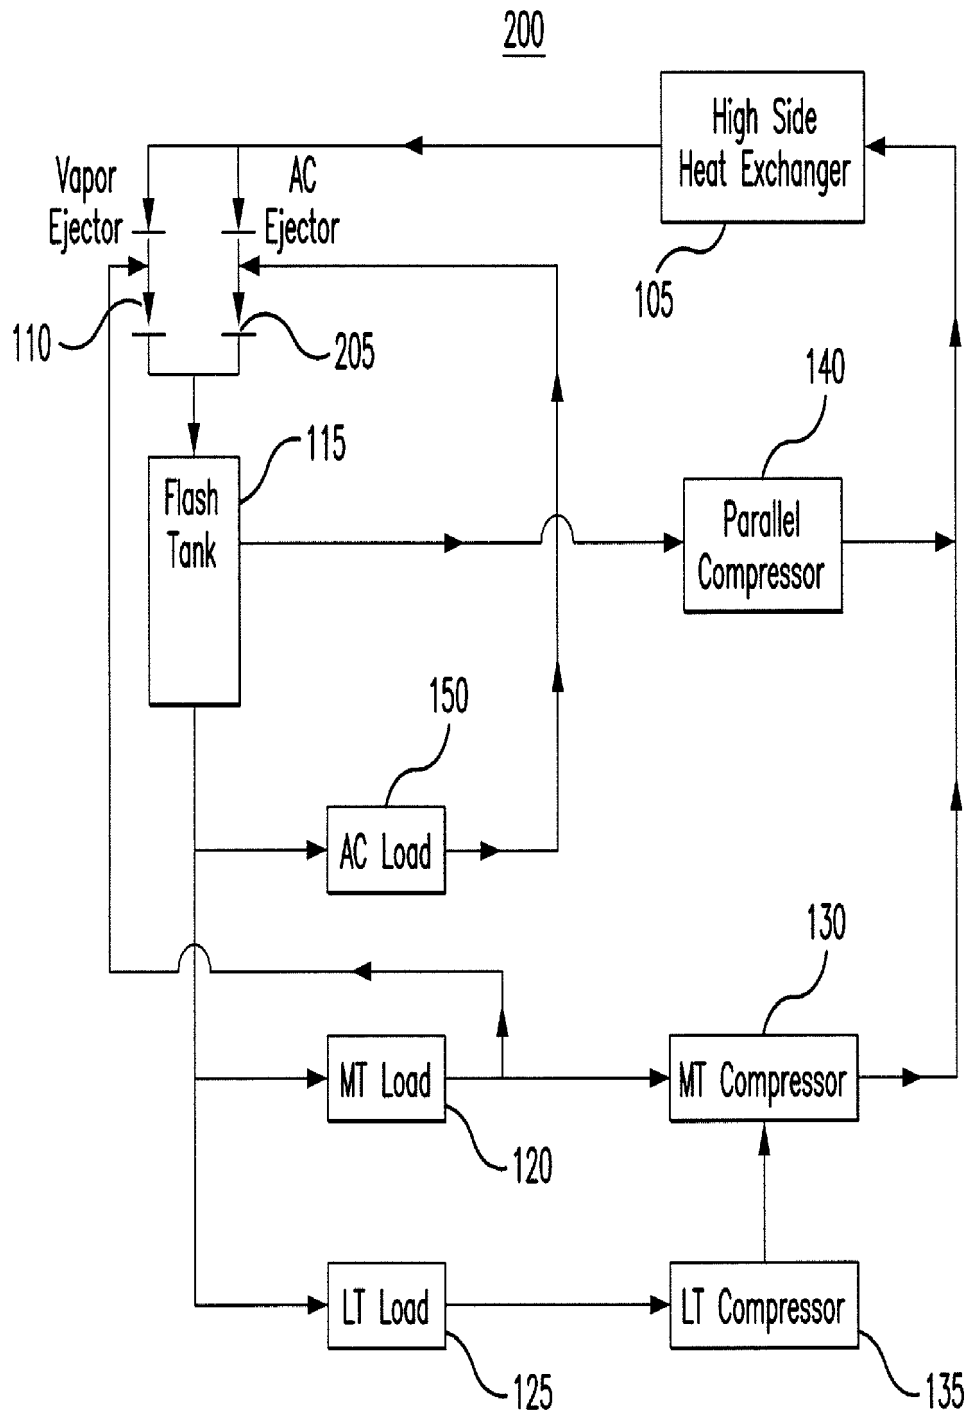 200
High Side
Heat Exchanger
105
Vapor
Ejector
AC
Ejector
110
205
140
115
Flash
Tank
Parallel
Compressor
150
AC Load
130
MT Load
MT Compressor
120
LT Load
LT Compressor
125
135